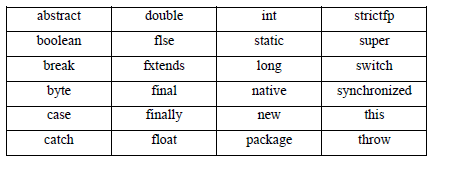 abstract double int strictfp
boolean flse static super
break fxtends long switch
byte final native synchronized
case finally new this
catch float package throw